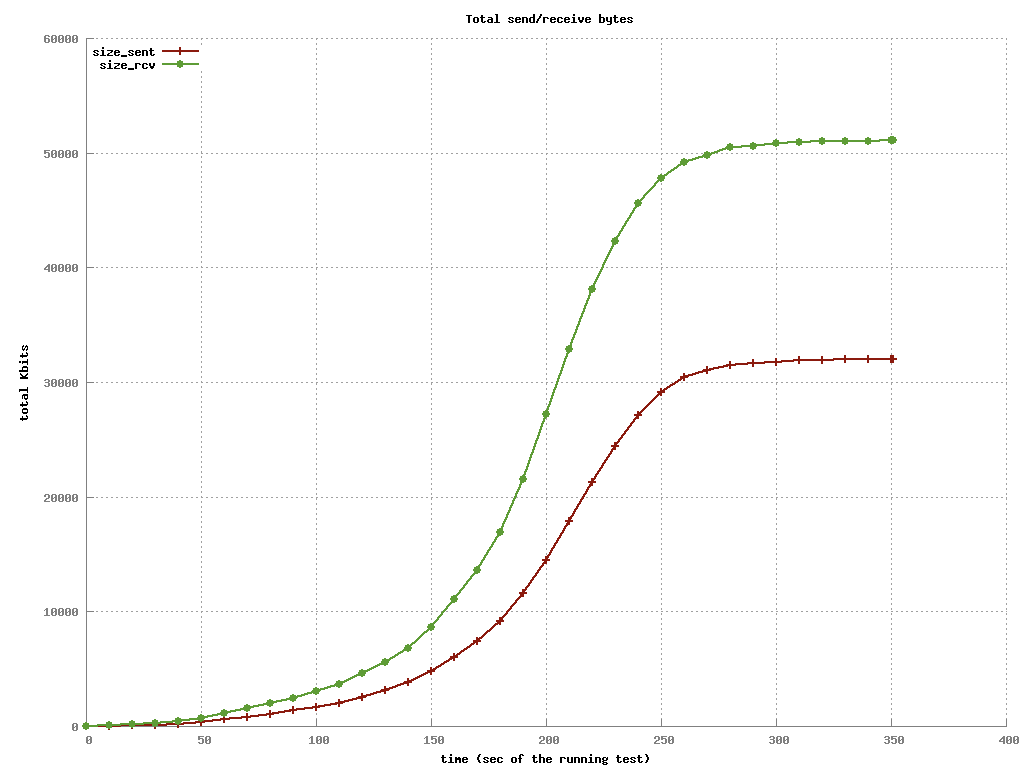 Total send/receive bytes
60000
size_sent
size_rcv
50000
40000
30000
20000
10000
0
total Kbits
0 50 100 150 200 250 300 350 400
time (sec of the running test)